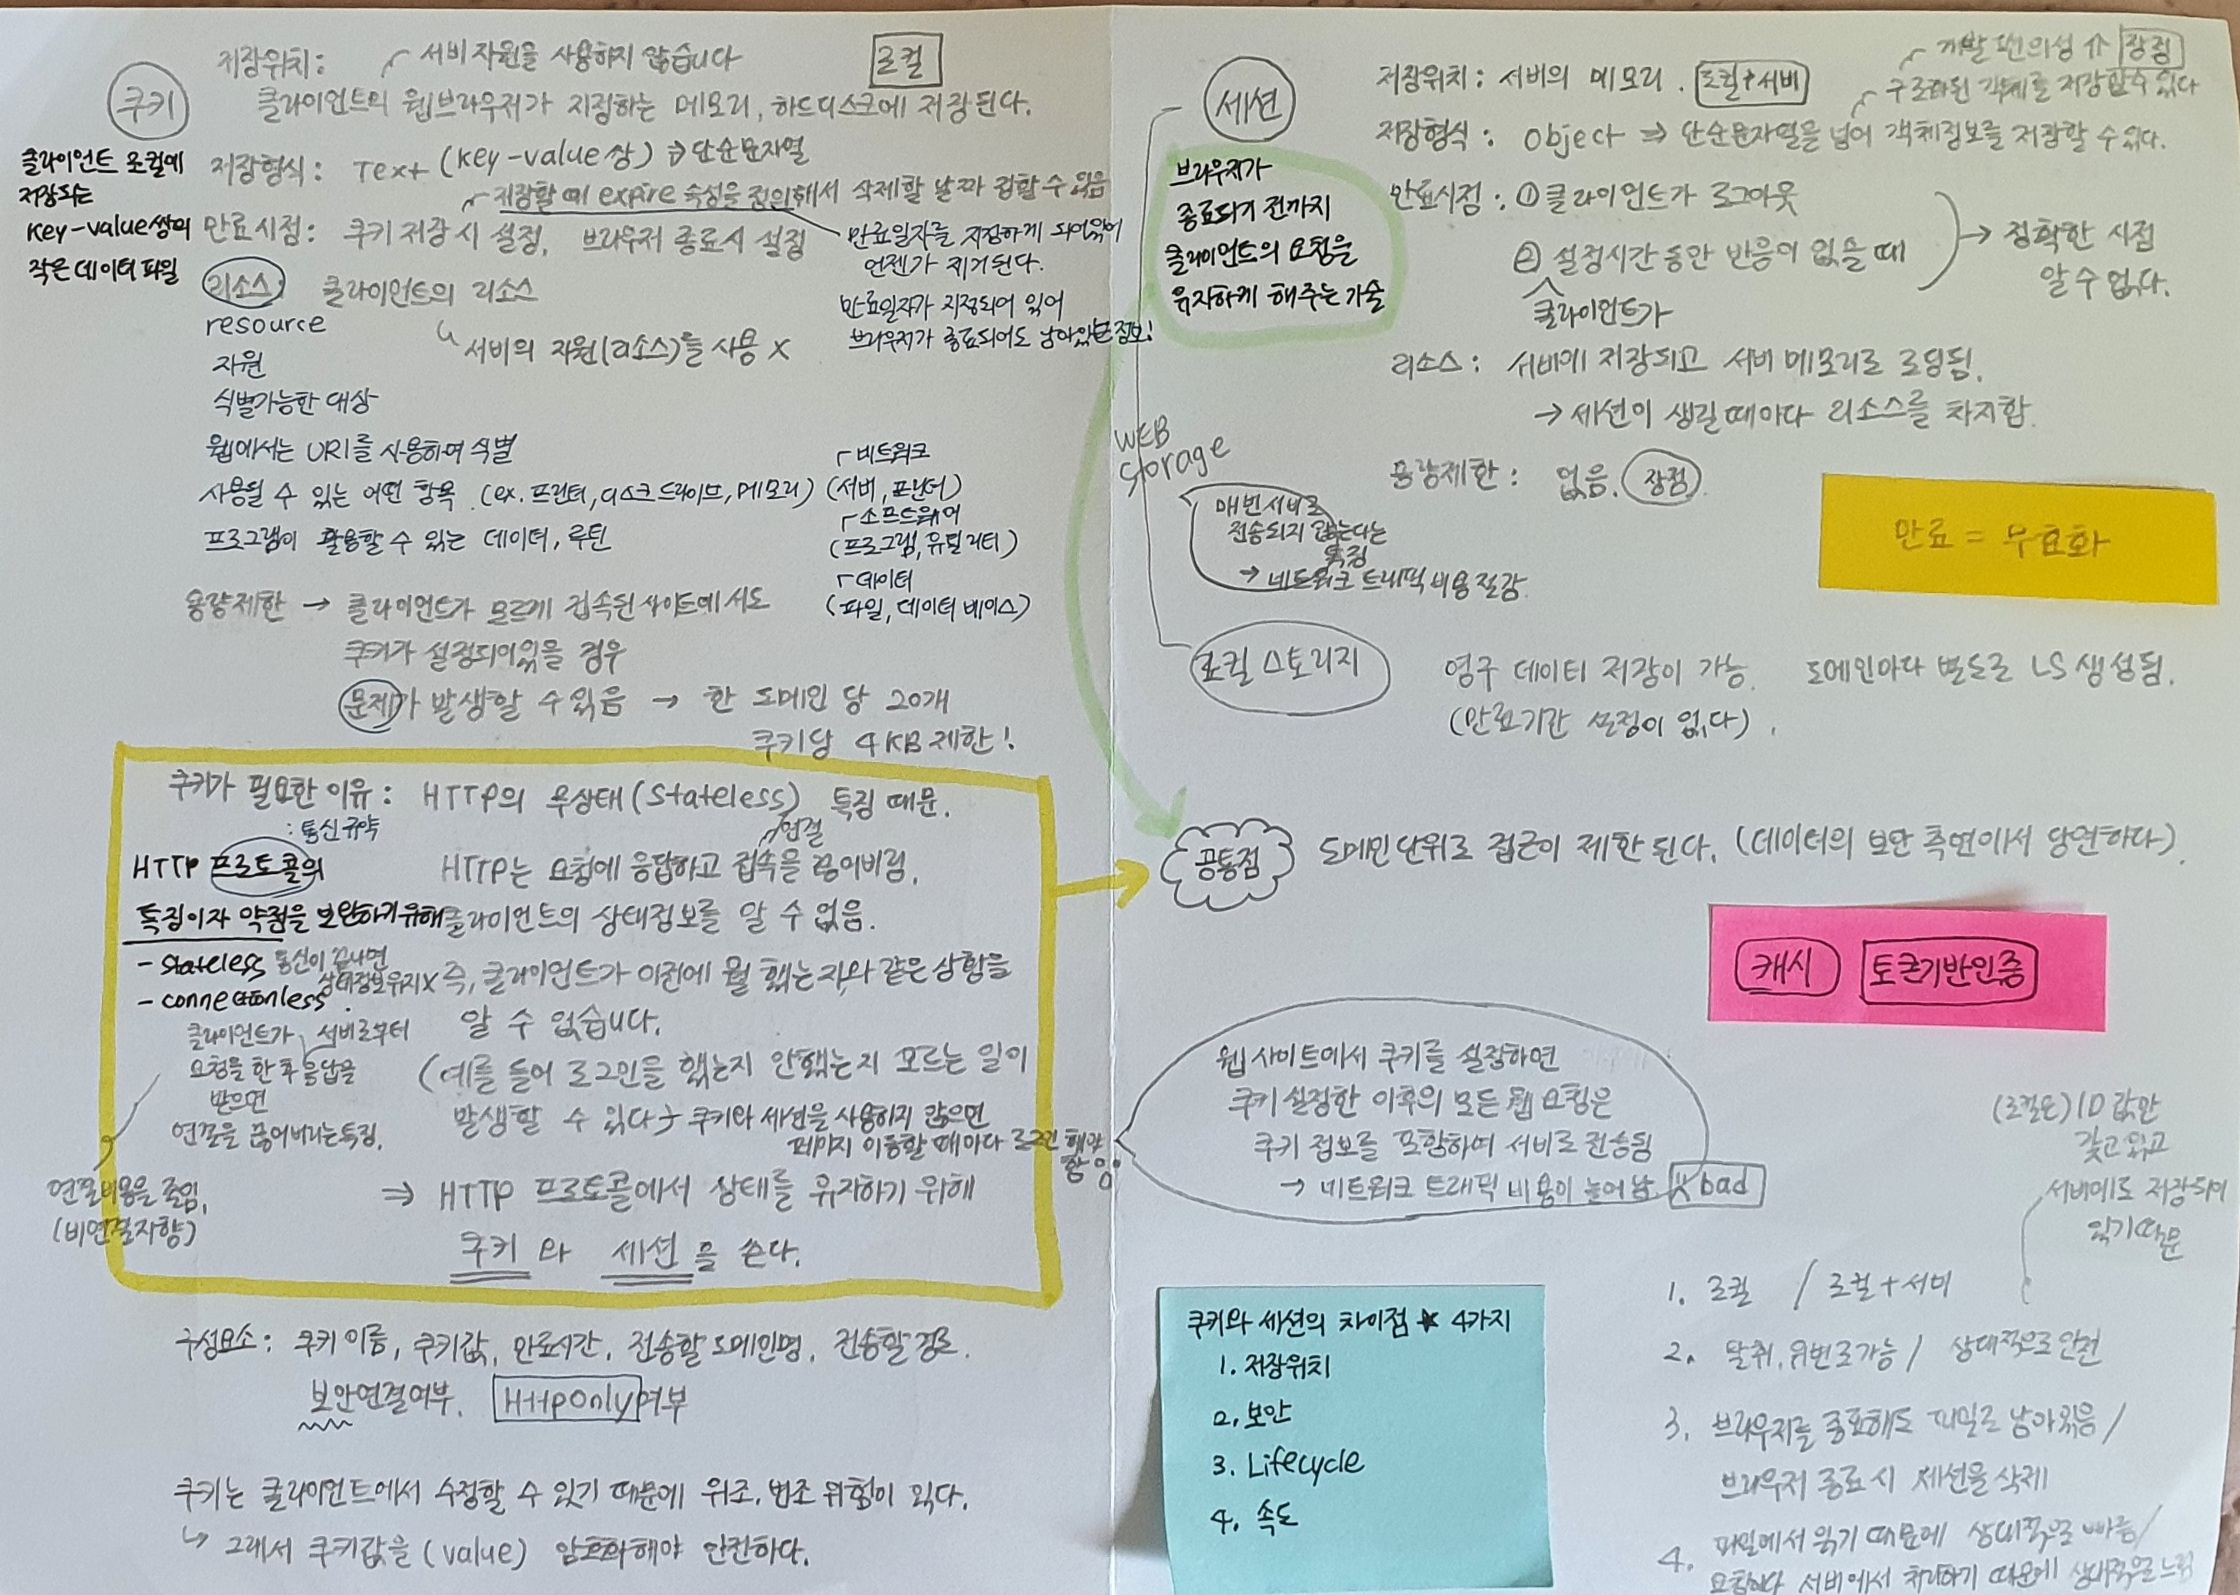 쿠키
저장위치: 서버 자원을 사용하지 않습니다
로컬
클라이언트의 웹브라우저가 지정하는 메모리, 하드디스크에 저장된다.
클라이언트 로컬에
저장되는
key-value쌍의
작은 데이터 파일
저장형식: Text (key-value쌍) ⇒ 단순문자열
저장할 때 expire 속성을 정의해서 삭제할 날짜 정할 수 있음
만료시점: 쿠키 저장시 설정, 브라우저 종료시 설정
만료일자를 지정하게 되어있어
언젠가 제거된다.
만료일자가 지정되어 있어
브라우저가 종료되어도 남아있는 정보!
리소스: 클라이언트의 리소스
↳ 서버의 자원(리소스)를 사용 X
resource
자원
식별가능한 대상
웹에서는 URI를 사용하여 식별
사용될 수 있는 어떤 항목 (ex. 프린터, 디스크 드라이브, 메모리)
프로그램이 활용할 수 있는 데이터, 루틴
네트워크
(서버, 프린터)
소프트웨어
(프로그램, 유틸리티)
데이터
(파일, 데이터 베이스)
용량제한 → 클라이언트가 모르게 접속된 사이트에서도
쿠키가 설정되어있을 경우
문제가 발생할 수 있음 → 한 도메인 당 20개
쿠키당 4KB 제한!
쿠키가 필요한 이유: HTTP의 무상태(Stateless) 특징 때문.
: 통신규약
HTTP 프로토콜의
특징이자 약점을 보완하기위해
- stateless 통신이 끝나면
상태정보유지X
- connectionless
클라이언트가 서버로부터
요청을 한 후 응답을
받으면
연결을 끊어버리는 특징.
연결비용을 줄임,
(비연결지향)
연결
HTTP는 요청에 응답하고 접속을 끊어버림,
클라이언트의 상태정보를 알 수 없음.
즉, 클라이언트가 이전에 뭘 했는지와 같은 상황을
알 수 없습니다.
(예를 들어 로그인을 했는지 안했는지 모르는 일이
발생할 수 있다 → 쿠키와 세션을 사용하지 않으면
페이지 이동할 때마다 로그인 해야
함
⇒ HTTP 프로토콜에서 상태를 유지하기 위해
쿠키 와 세션 을 쓴다.
구성요소: 쿠키 이름, 쿠키값, 만료시간, 전송할 도메인명, 전송할 경로.
보안연결여부. HttpOnly여부
쿠키는 클라이언트에서 수정할 수 있기 때문에 위조, 변조 위험이 있다.
↳ 그래서 쿠키값을 (value) 암호화해야 안전하다.
세션
브라우저가
종료되기 전까지
클라이언트의 요청을
유지하게 해주는 기술
저장위치: 서버의 메모리. 로컬+서버
개발 편의성 ⇑ 장점
구조화된 객체를 저장할수 있다
저장형식: Object ⇒ 단순문자열을 넘어 객체정보를 저장할 수 있다.
만료시점: ① 클라이언트가 로그아웃
② 설정시간 동안 반응이 없을 때
클라이언트가
→ 정확한 시점
알 수 없다.
리소스: 서버에 저장되고 서버 메모리로 로딩됨.
→ 세션이 생길 때마다 리소스를 차지함.
용량제한: 없음. 장점
WEB
Storage
매번 서버로
전송되지 않는다는
특징
→ 네트워크 트래픽 비용 절감
만료 = 무효화
로컬 스토리지
영구 데이터 저장이 가능. 도메인마다 별도로 LS 생성됨.
(만료기간 설정이 없다).
공통점
도메인 단위로 접근이 제한 된다. (데이터의 보안 측면에서 당연하다).
캐시 토큰기반인증
웹 사이트에서 쿠키를 설정하면
쿠키 설정한 이후의 모든 웹 요청은
쿠키 정보를 포함하여 서버로 전송됨
→ 네트워크 트래픽 비용이 늘어남 X bad
(로컬은) ID 값만
갖고 있고
서버에도 저장되어
있기 때문
쿠키와 세션의 차이점 ★ 4가지
1. 저장위치
2. 보안
3. Lifecycle
4. 속도
1. 로컬 / 로컬+서버
2. 탈취, 위변조가능 / 상대적으로 안전
3. 브라우저를 종료해도 파일로 남아있음 /
브라우저 종료시 세션을 삭제
4. 파일에서 읽기 때문에 상대적으로 빠름 /
요청마다 서버에서 처리하기 때문에 상대적으로 느림